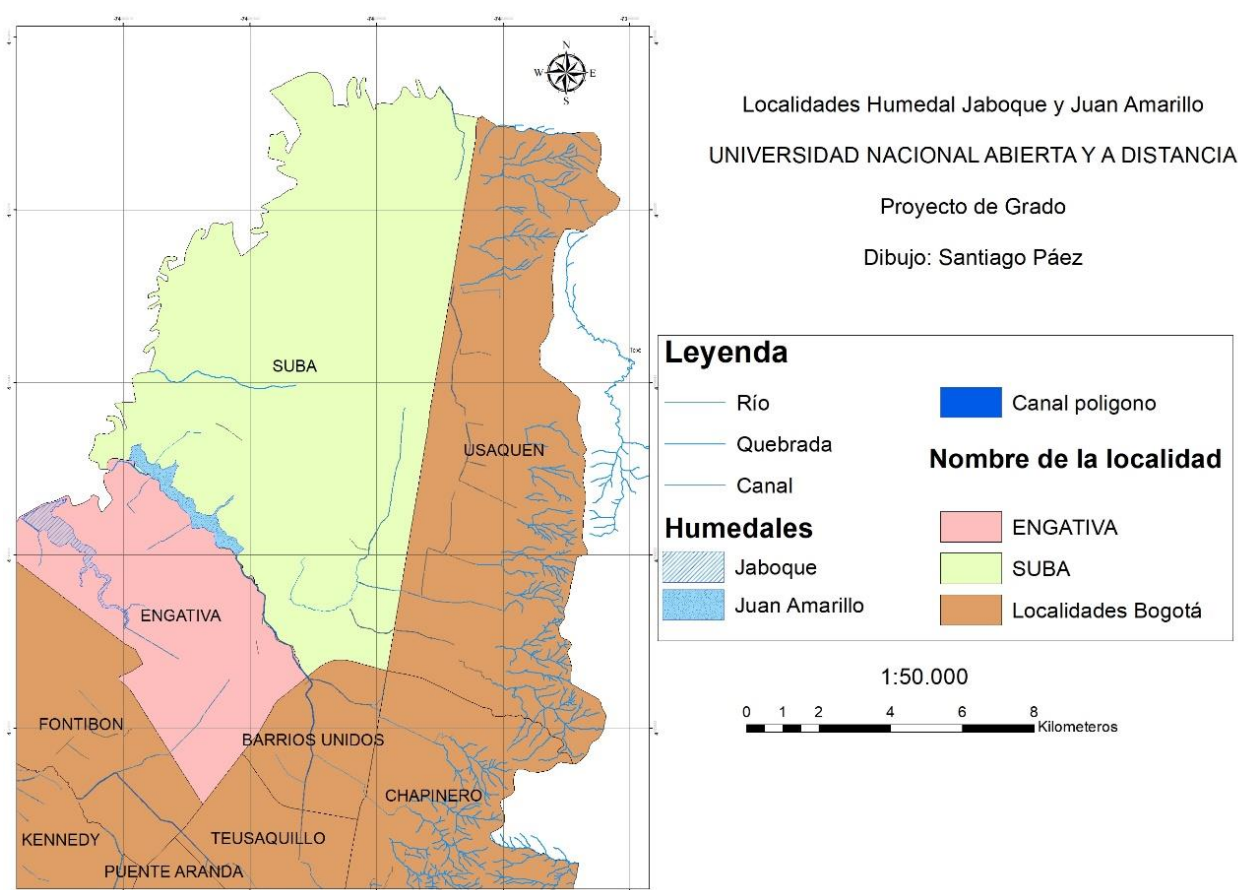 N
W
E
S
SUBA
USAQUEN
ENGATIVA
FONTIBON
BARRIOS UNIDOS
CHAPINERO
KENNEDY
TEUSAQUILLO
PUENTE ARANDA
Localidades Humedal Jaboque y Juan Amarillo
UNIVERSIDAD NACIONAL ABIERTA Y A DISTANCIA
Proyecto de Grado
Dibujo: Santiago Páez
Leyenda
Río
Quebrada
Canal
Humedales
Jaboque
Juan Amarillo
Canal poligono
Nombre de la localidad
ENGATIVA
SUBA
Localidades Bogotá
1:50.000
0 1 2 4 6 8
Kilometeros